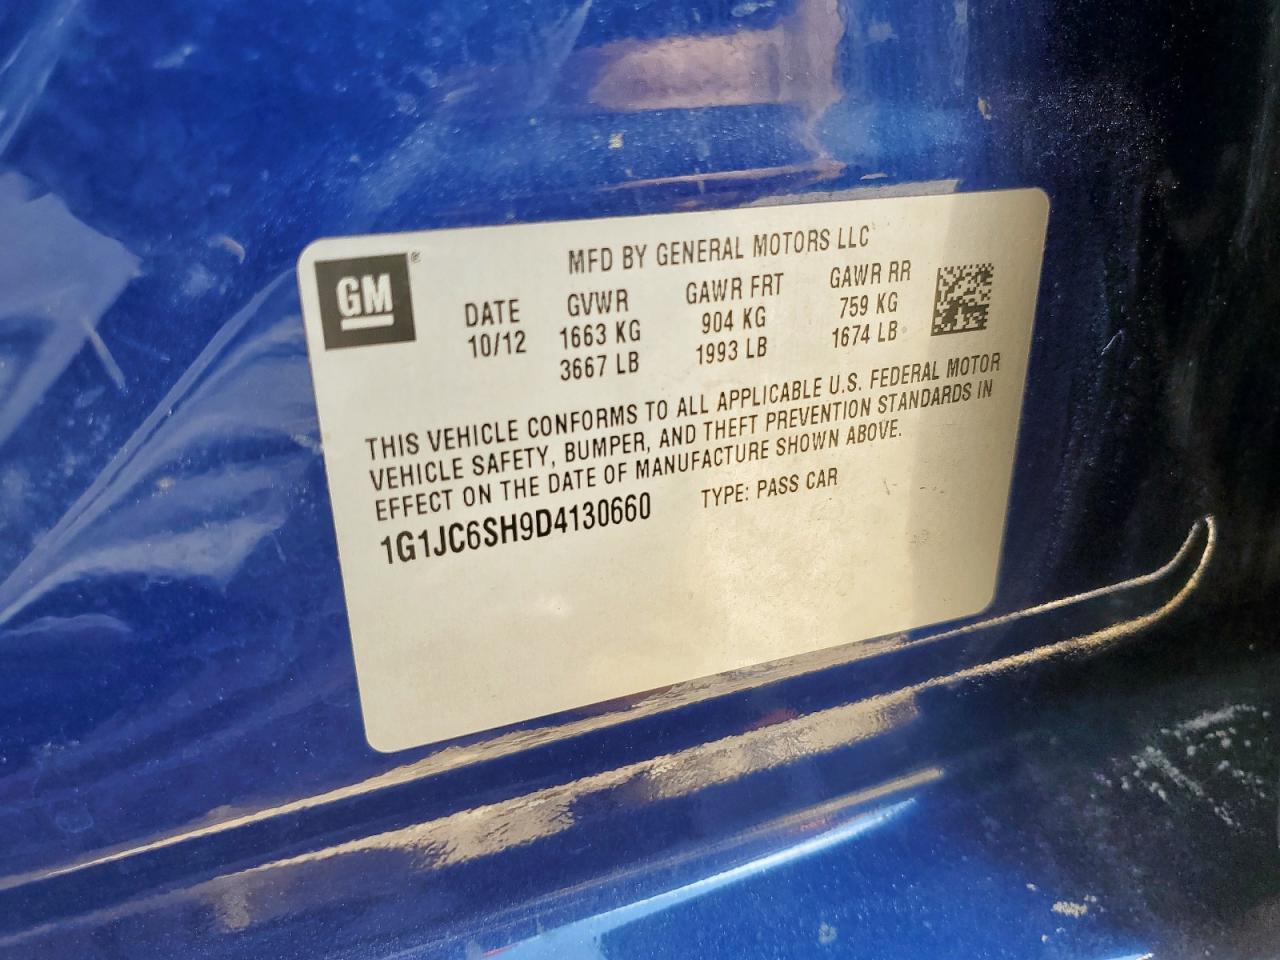 GM®
MFD BY GENERAL MOTORS LLC
DATE GVWR GAWR FRT GAWR RR
10/12 1663 KG 904 KG 759 KG
3667 LB 1993 LB 1674 LB
THIS VEHICLE CONFORMS TO ALL APPLICABLE U.S. FEDERAL MOTOR
VEHICLE SAFETY, BUMPER, AND THEFT PREVENTION STANDARDS IN
EFFECT ON THE DATE OF MANUFACTURE SHOWN ABOVE.
1G1JC6SH9D4130660 TYPE: PASS CAR